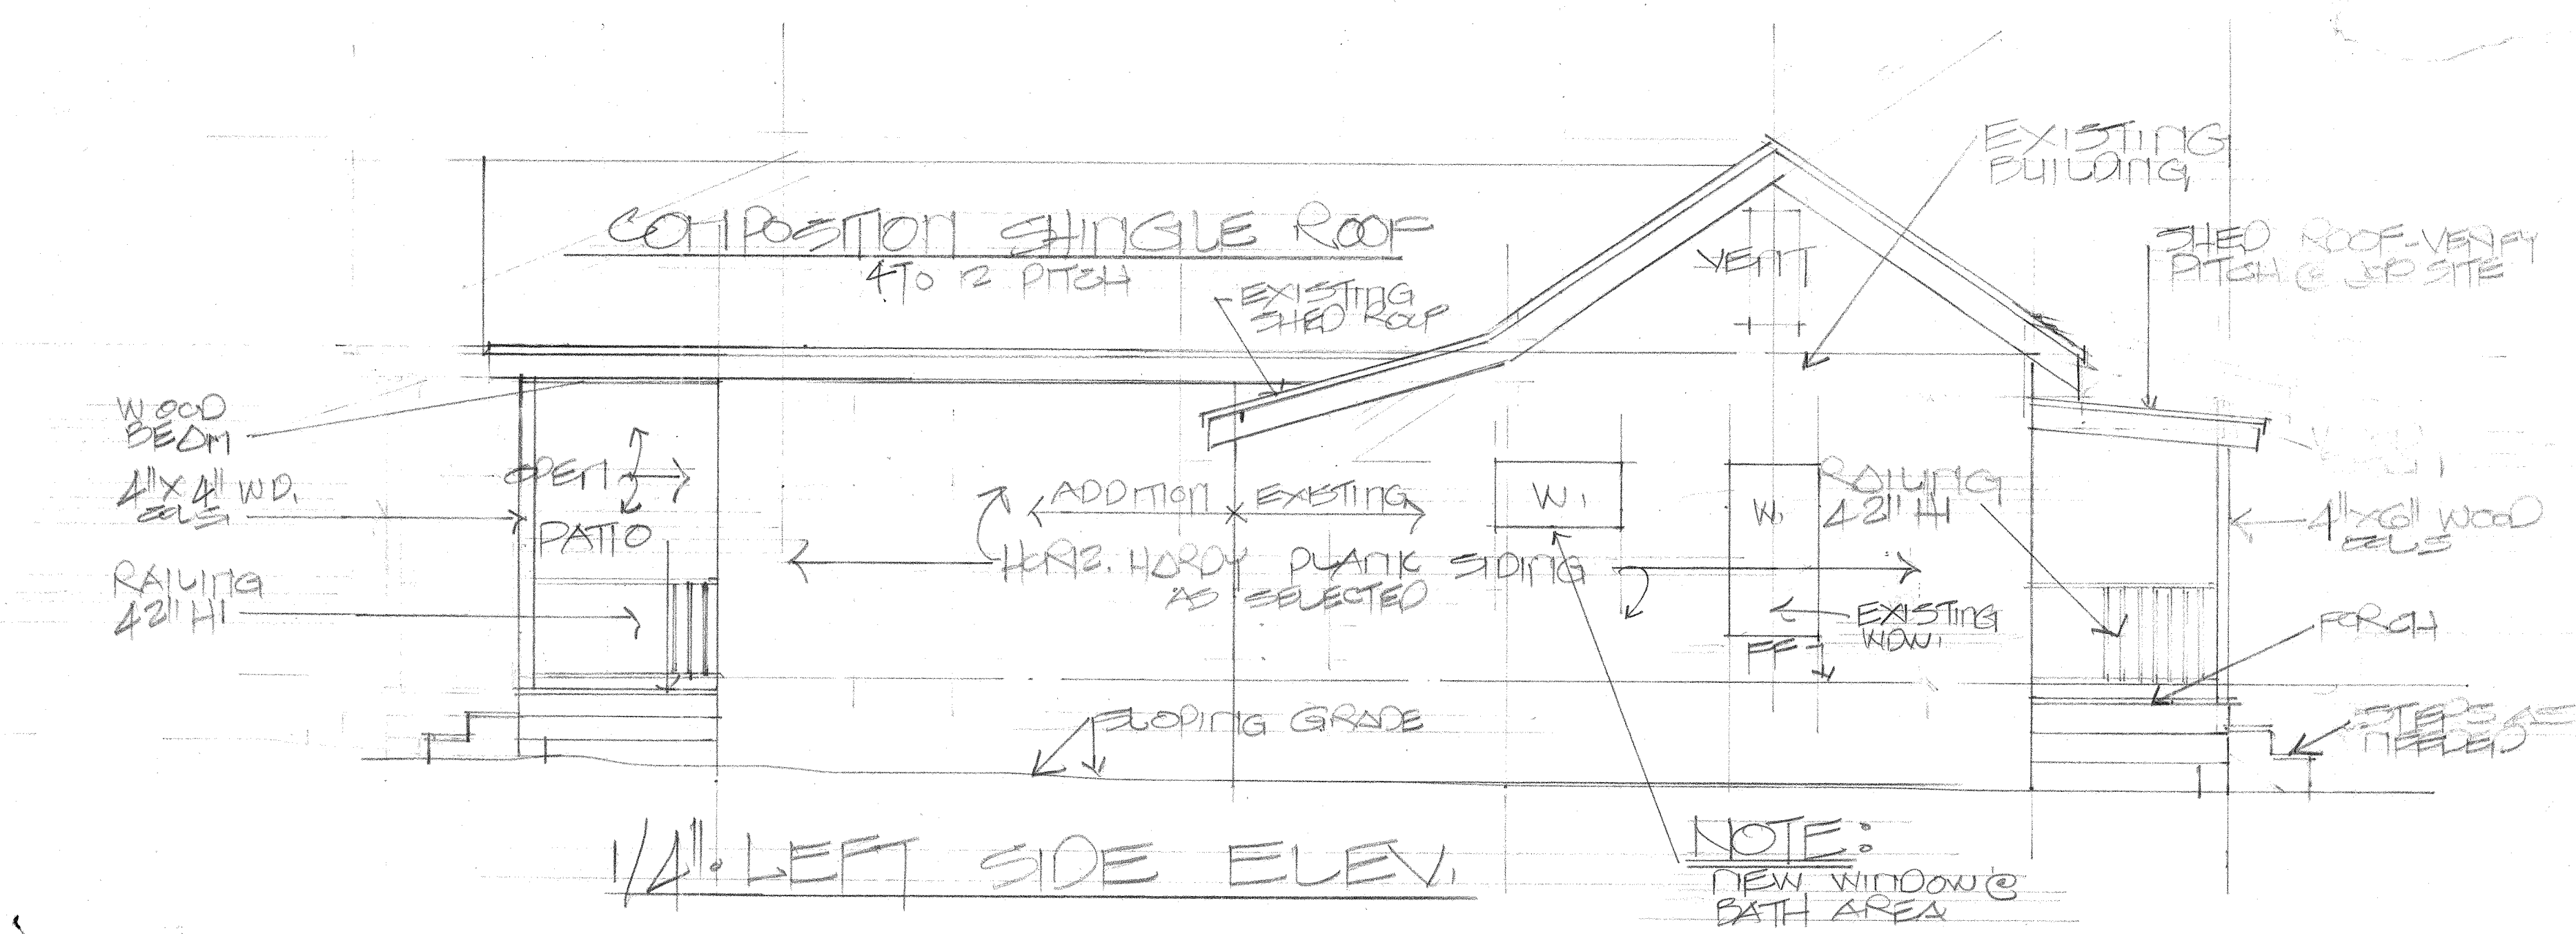 EXISTING
BUILDING
COMPOSITION SHINGLE ROOF
4 TO 12 PITCH
EXISTING
SHED ROOF
VENT
SHED ROOF-VERIFY
PITCH @ JOB SITE
WOOD
BEAM
4"X4" WD.
COLS
RAILING
42" HI
OPEN
PATIO
ADDITION
EXISTING
HORIZ. HARDY PLANK SIDING
AS SELECTED
W.
W.
RAILING
42" HI
EXISTING
WDW.
FF
4"X6" WOOD
COLS
PORCH
STEPS AS
NEEDED
SLOPING GRADE
1/4": LEFT SIDE ELEV.
NOTE:
NEW WINDOW @
BATH AREA